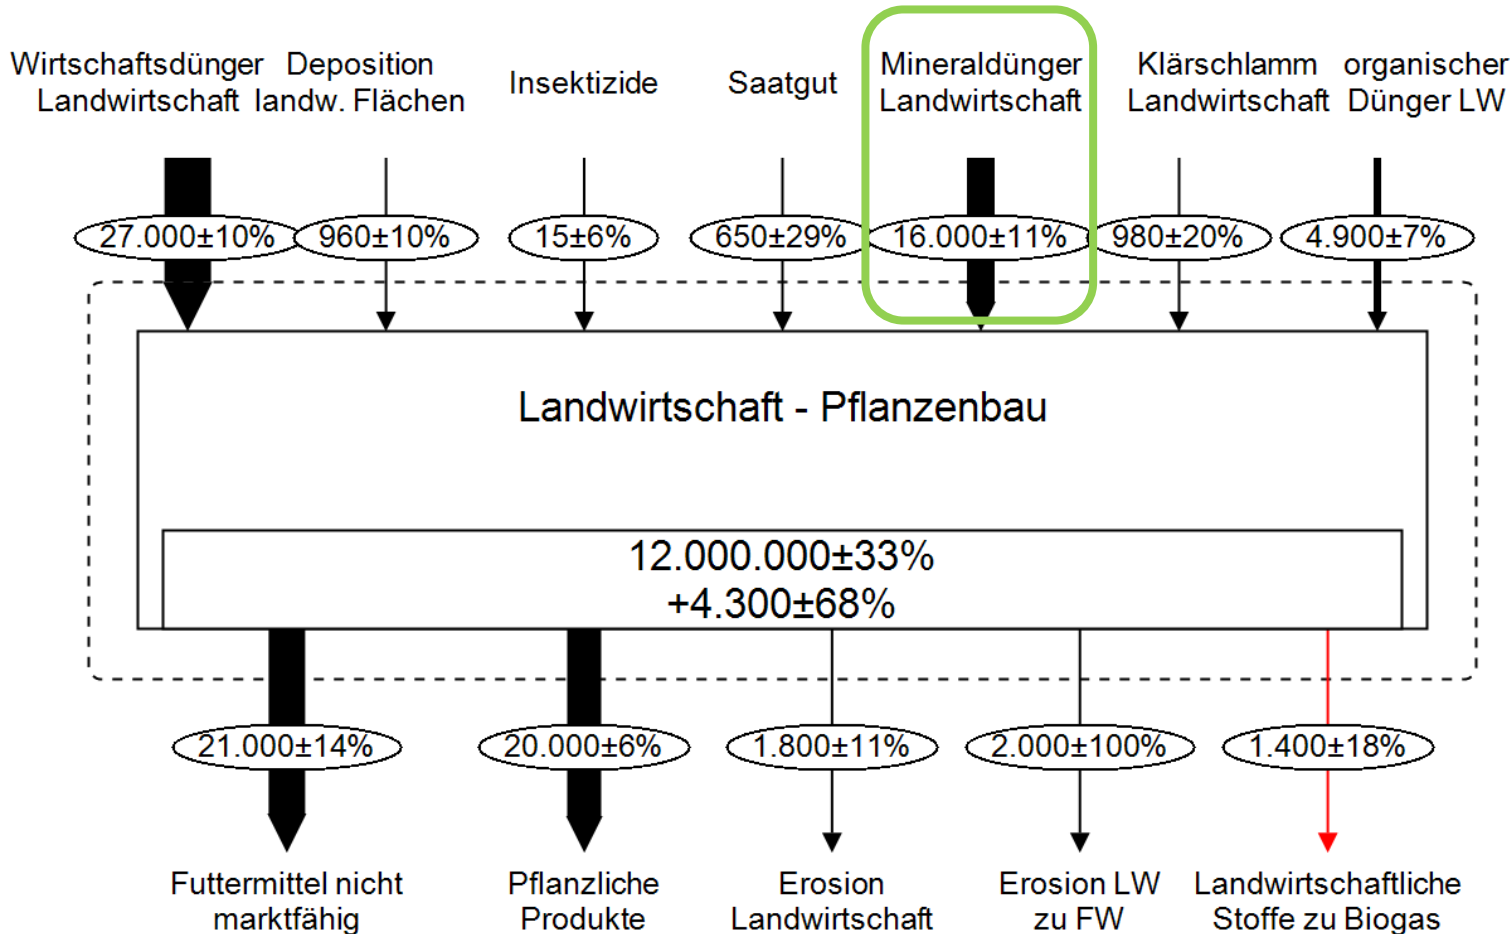 Wirtschaftsdünger
Landwirtschaft
Deposition
landw. Flächen
Insektizide
Saatgut
Mineraldünger
Landwirtschaft
Klärschlamm
Landwirtschaft
organischer
Dünger LW
27.000±10%
960±10%
15±6%
650±29%
16.000±11%
980±20%
4.900±7%
Landwirtschaft - Pflanzenbau
12.000.000±33%
+4.300±68%
21.000±14%
20.000±6%
1.800±11%
2.000±100%
1.400±18%
Futtermittel nicht
marktfähig
Pflanzliche
Produkte
Erosion
Landwirtschaft
Erosion LW
zu FW
Landwirtschaftliche
Stoffe zu Biogas